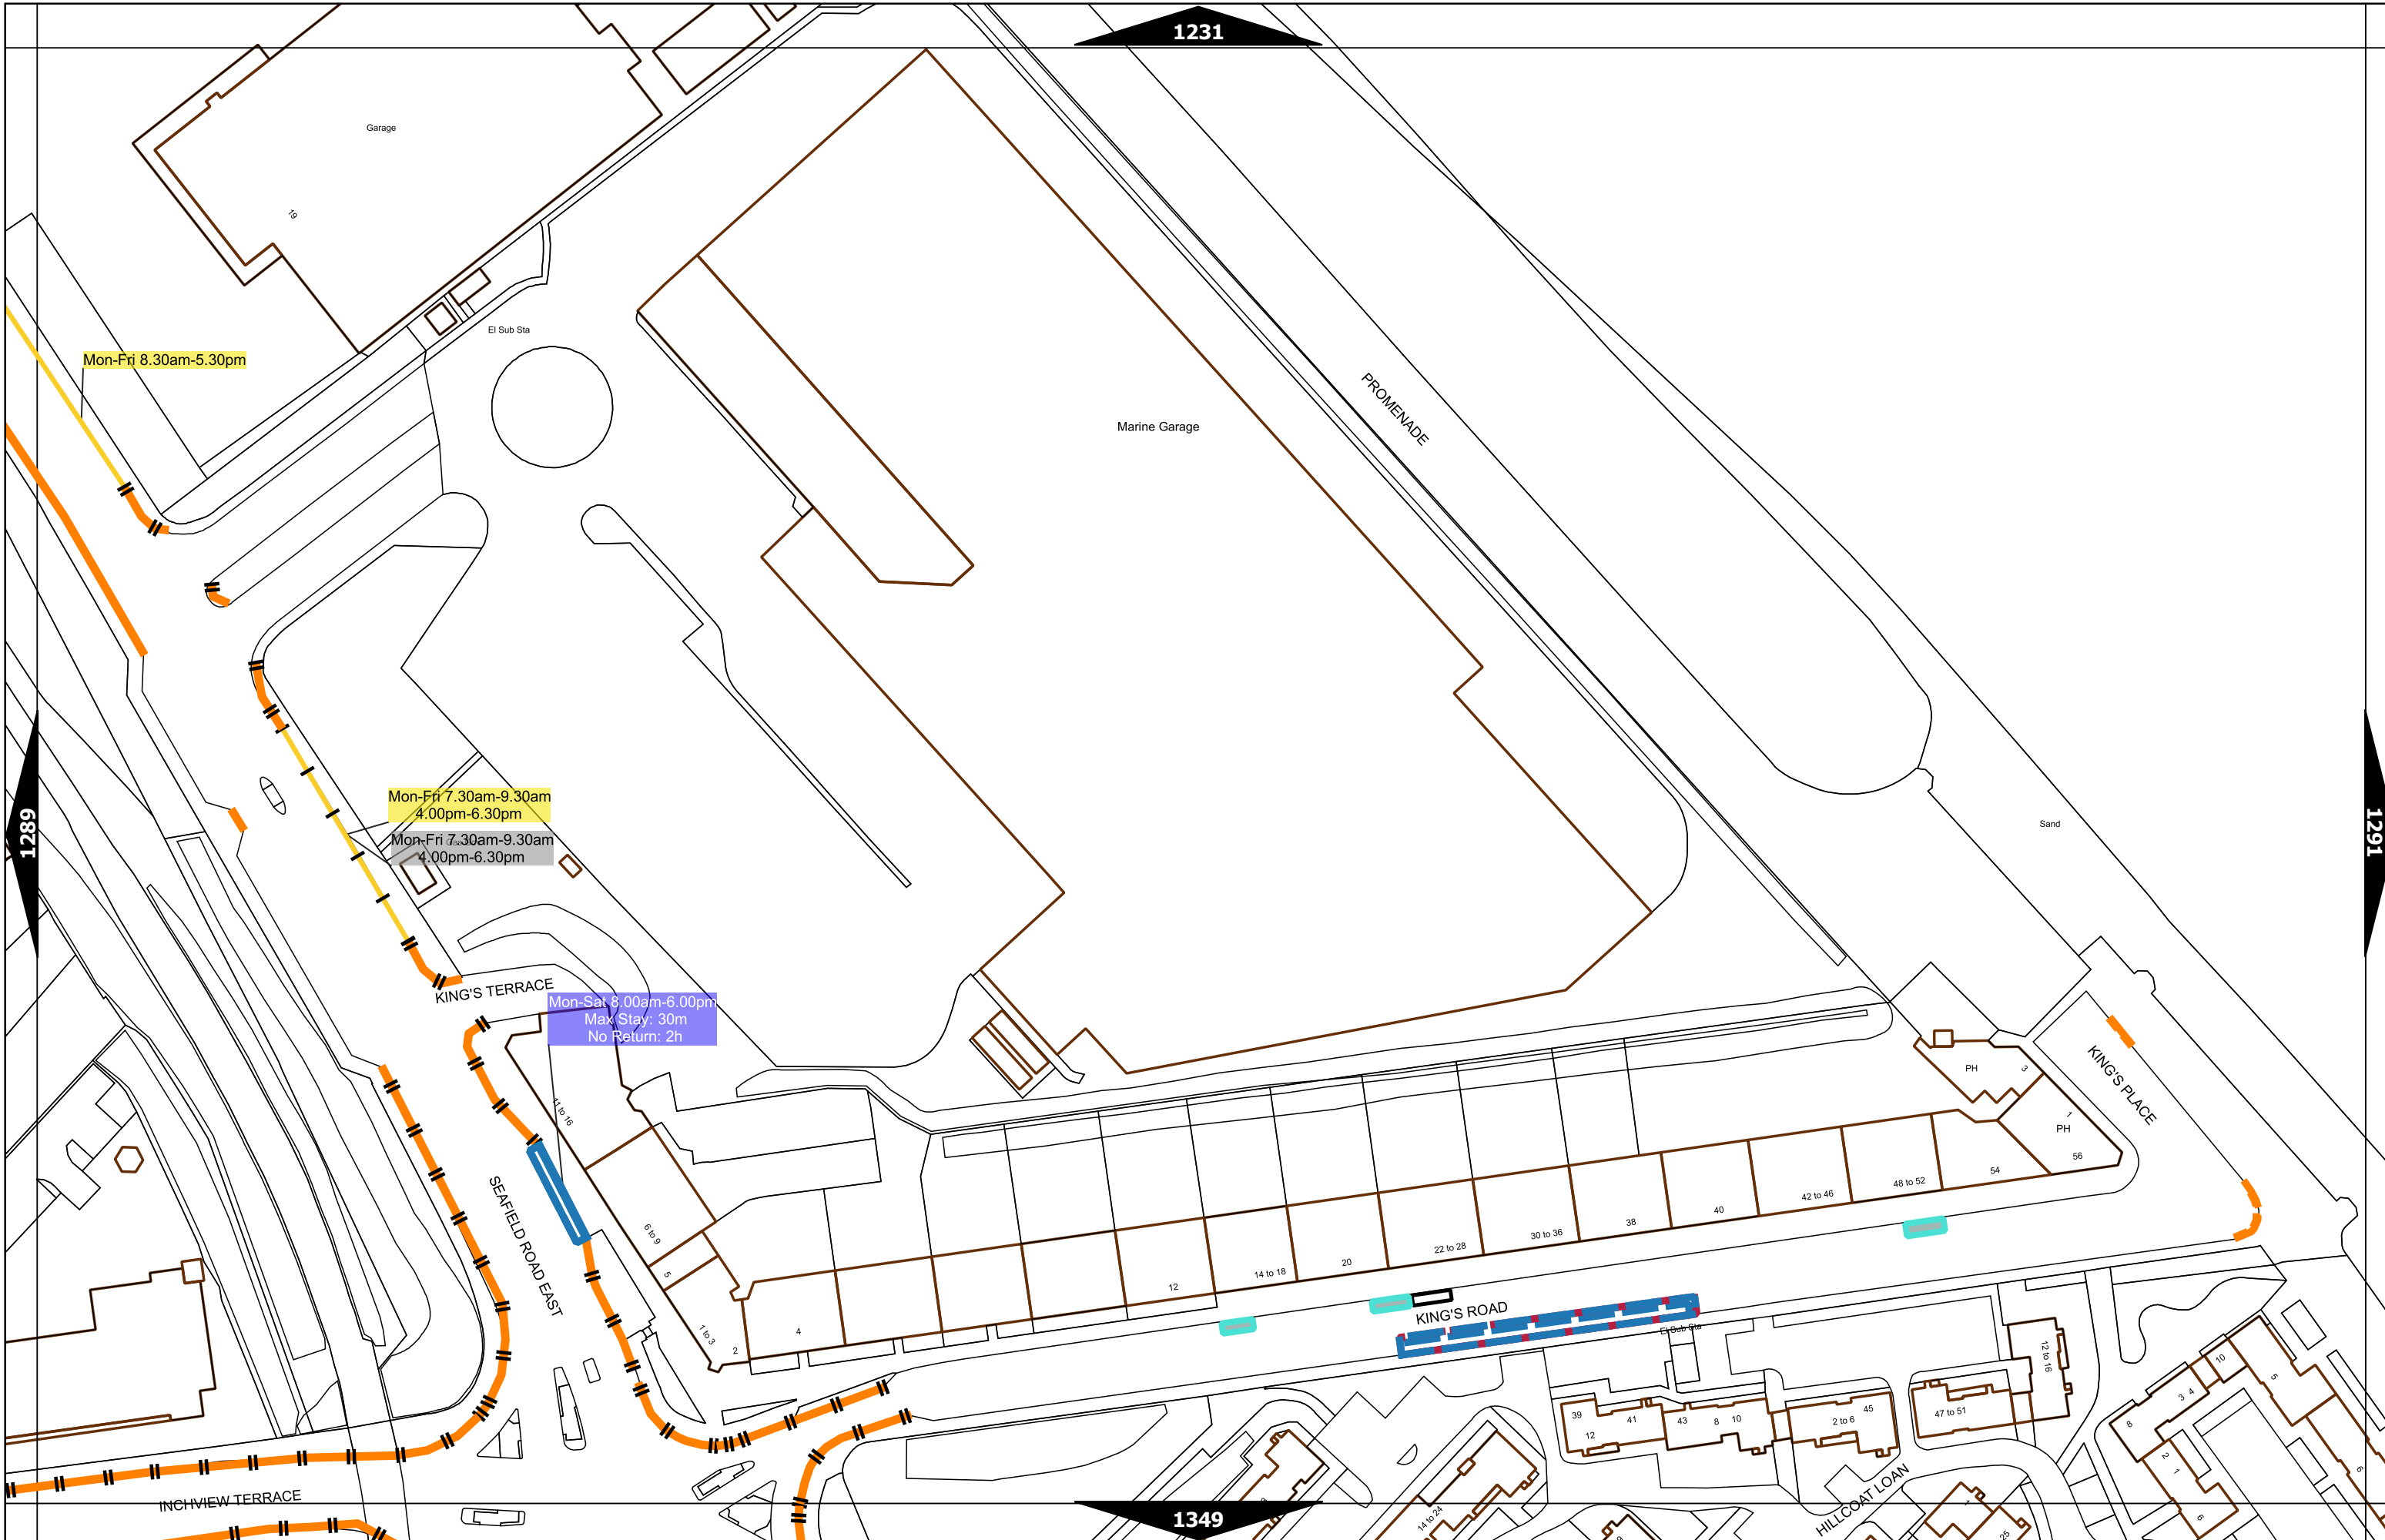 1231
Garage
19
El Sub Sta
Mon-Fri 8.30am-5.30pm
PROMENADE
Marine Garage
Mon-Fri 7.30am-9.30am
4.00pm-6.30pm
Mon-Fri 7.30am-9.30am
4.00pm-6.30pm
1289
Sand
1291
KING'S TERRACE
Mon-Sat 8.00am-6.00pm
Max Stay: 30m
No Return: 2h
11 to 16
SEAFIELD ROAD EAST
6 to 9
5
1 to 3
2
4
12
14 to 18
20
22 to 28
30 to 36
38
40
42 to 46
48 to 52
54
56
PH
3
1
PH
KING'S PLACE
KING'S ROAD
El Sub Sta
39
41
12
43
8
10
2 to 6
45
47 to 51
12 to 16
10
5
3
4
8
2
1
6
6
14 to 24
HILLCOAT LOAN
1
25
INCHVIEW TERRACE
1349